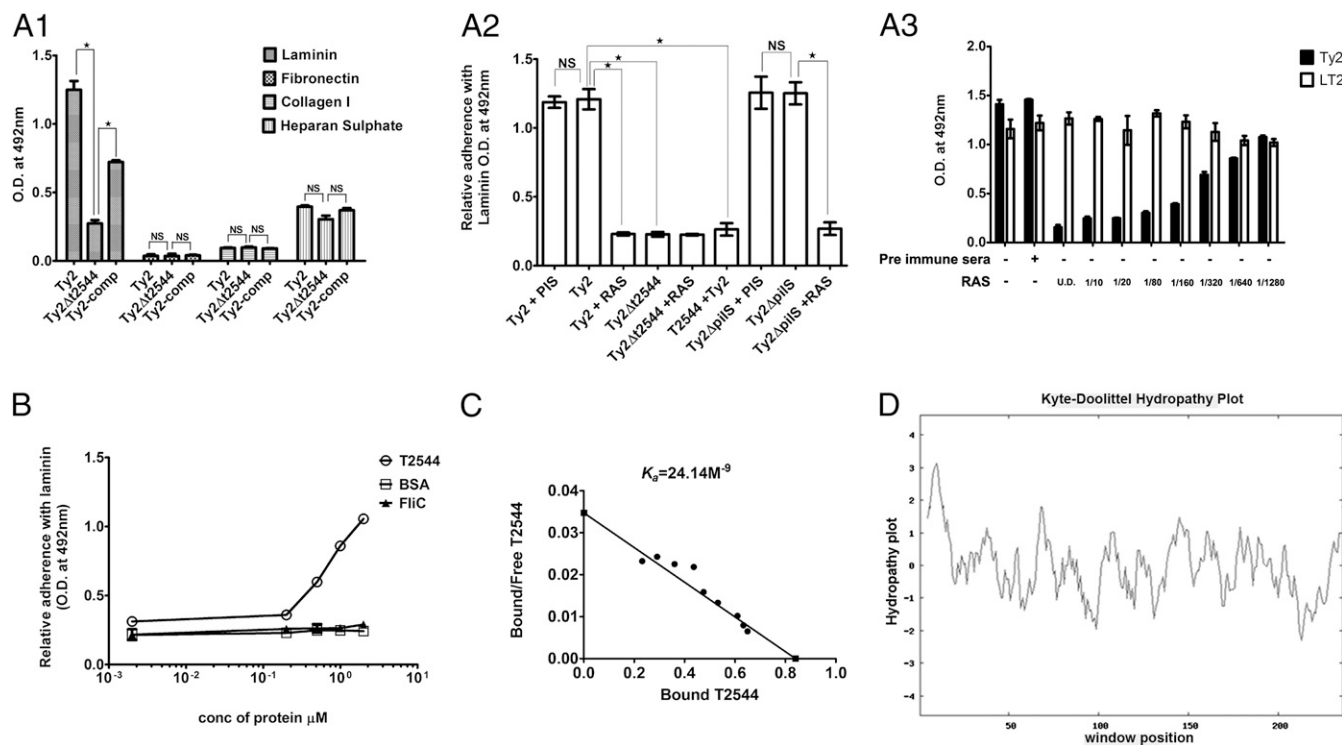 A1
O.D. at 492nm
1.5
1.0
0.5
0.0
★
★
NS
NS
NS
NS
NS
NS
Laminin
Fibronectin
Collagen I
Heparan Sulphate
Ty2
Ty2Δt2544
Ty2-comp
Ty2
Ty2Δt2544
Ty2-comp
Ty2
Ty2Δt2544
Ty2-comp
Ty2
Ty2Δt2544
Ty2-comp
A2
Relative adherence with
Laminin O.D. at 492nm
1.5
1.0
0.5
0.0
NS
★
★
★
NS
★
Ty2 + PIS
Ty2
Ty2 + RAS
Ty2Δt2544
Ty2Δt2544 +RAS
T2544 +Ty2
Ty2ΔpilS + PIS
Ty2ΔpilS
Ty2ΔpilS +RAS
A3
O.D. at 492nm
2.0
1.5
1.0
0.5
0.0
Ty2
LT2
Pre immune sera - + - - - - - - - -
RAS - - U.D. 1/10 1/20 1/80 1/160 1/320 1/640 1/1280
B
Relative adherence with laminin
(O.D. at 492nm)
1.5
1.0
0.5
0.0
T2544
BSA
FliC
10-3 10-2 10-1 100 101
conc of protein μM
C
Ka=24.14M-9
Bound/Free T2544
0.04
0.03
0.02
0.01
0.00
0.0 0.2 0.4 0.6 0.8 1.0
Bound T2544
D
Kyte-Doolittel Hydropathy Plot
Hydropathy plot
4
3
2
1
0
-1
-2
-3
-4
50 100 150 200
window position